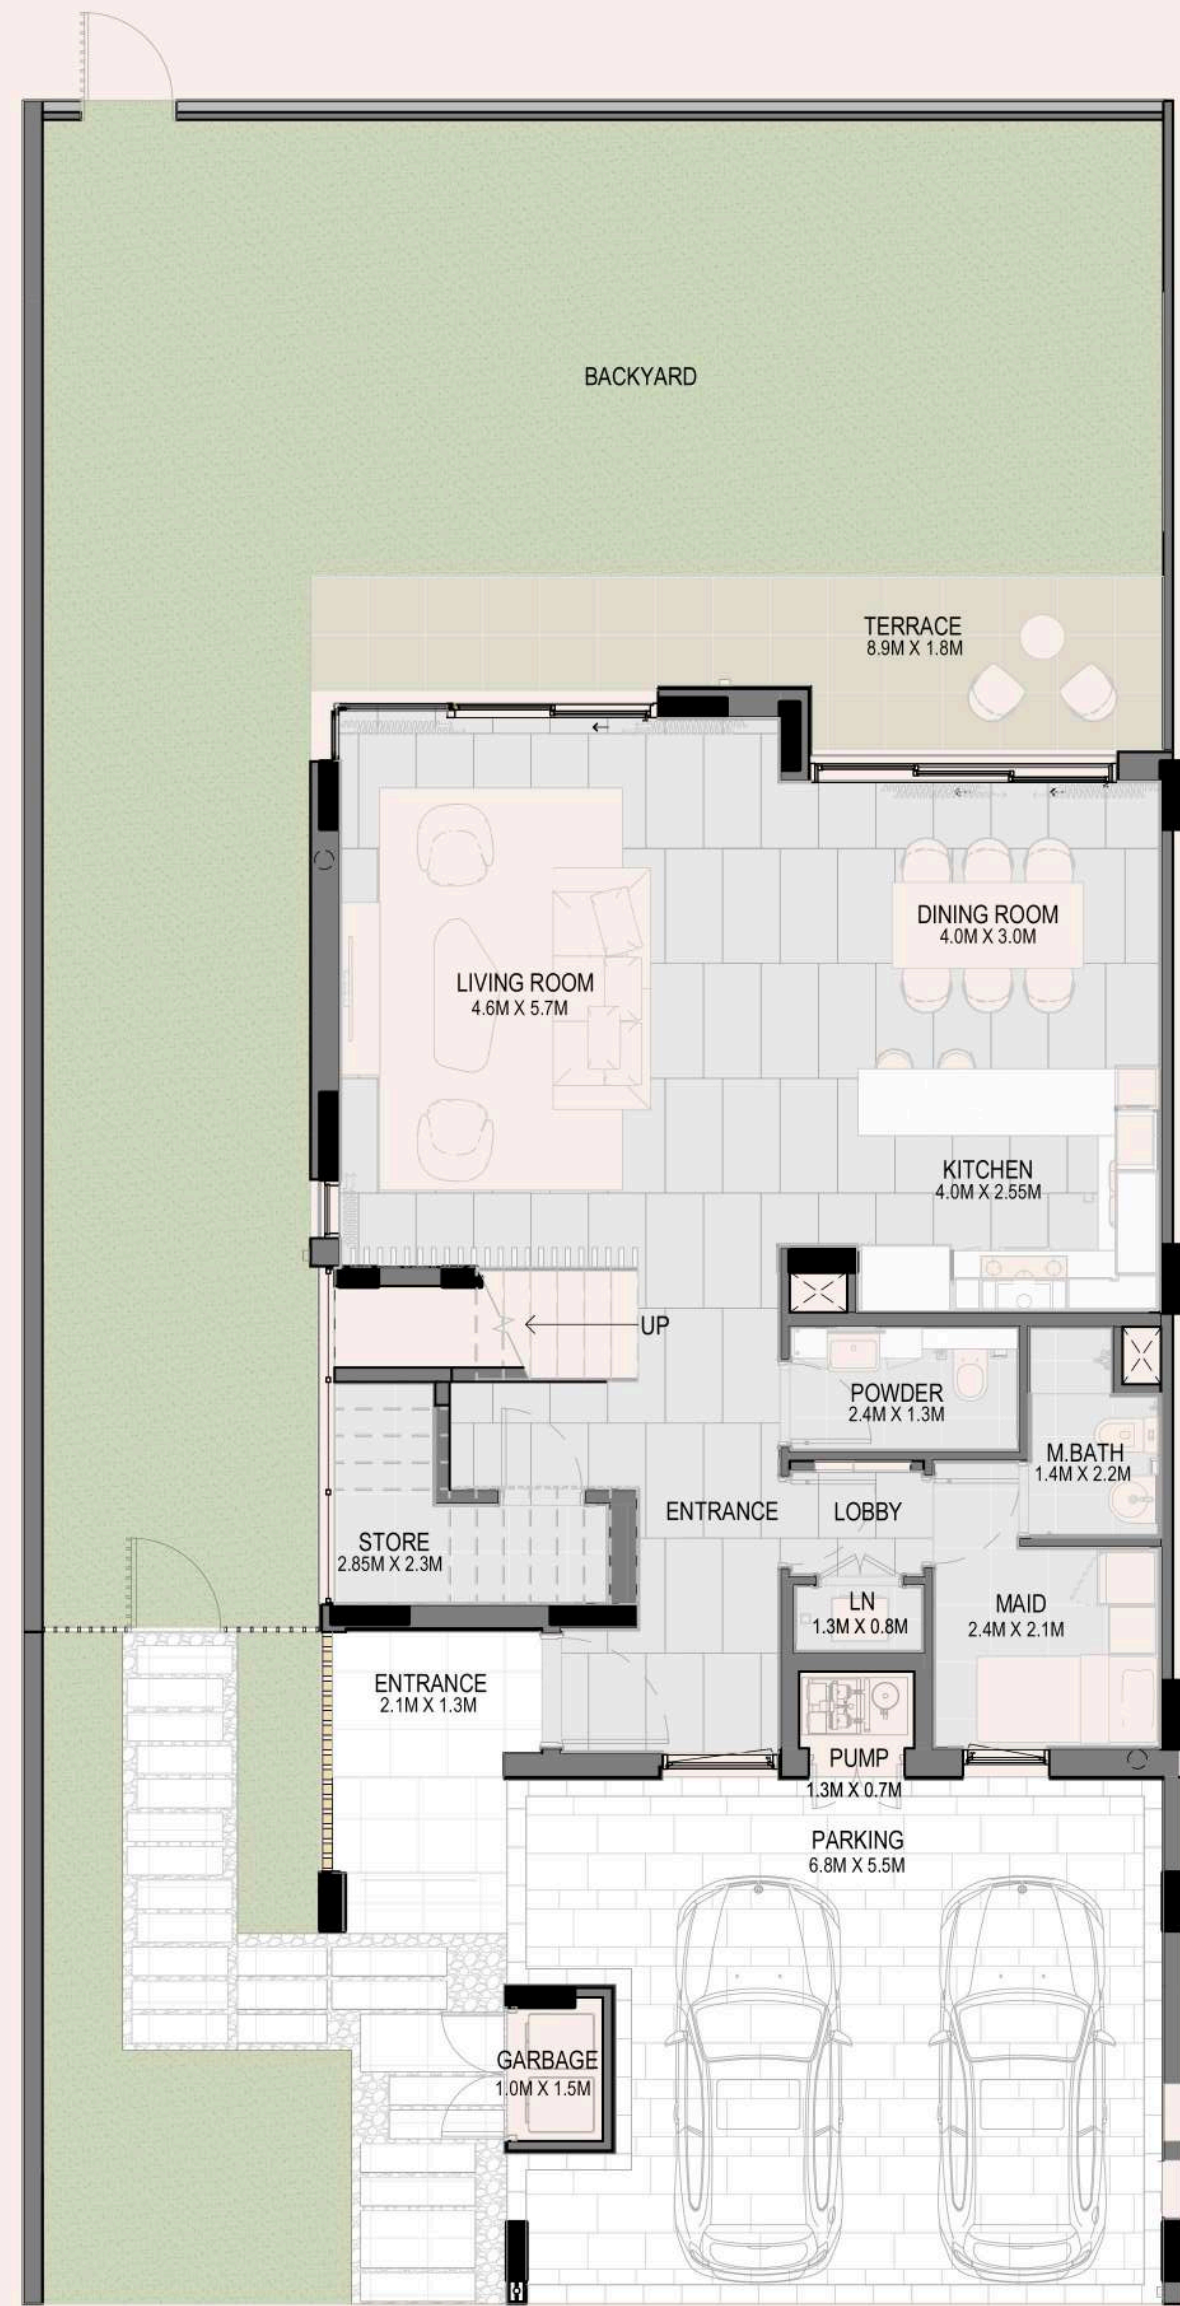 BACKYARD
TERRACE
8.9M X 1.8M
DINING ROOM
4.0M X 3.0M
LIVING ROOM
4.6M X 5.7M
KITCHEN
4.0M X 2.55M
UP
POWDER
2.4M X 1.3M
M.BATH
1.4M X 2.2M
ENTRANCE
LOBBY
STORE
2.85M X 2.3M
LN
1.3M X 0.8M
MAID
2.4M X 2.1M
ENTRANCE
2.1M X 1.3M
PUMP
1.3M X 0.7M
PARKING
6.8M X 5.5M
GARBAGE
1.0M X 1.5M